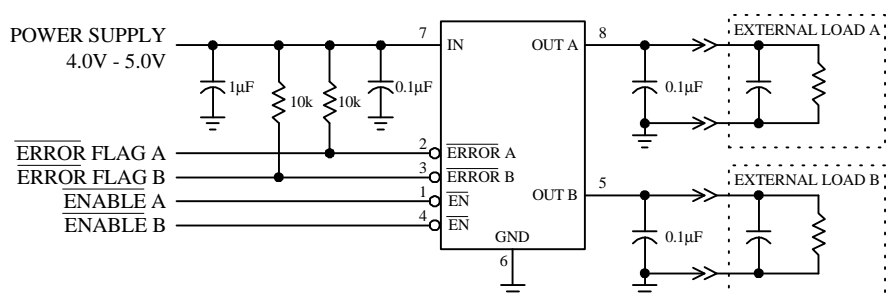 POWER SUPPLY
4.0V - 5.0V
7
IN
OUT A
8
EXTERNAL LOAD A
1µF
10k
10k
0.1µF
0.1µF
ERROR FLAG A
2
ERROR A
ERROR FLAG B
3
ERROR B
ENABLE A
1
EN
ENABLE B
4
EN
OUT B
5
EXTERNAL LOAD B
0.1µF
GND
6